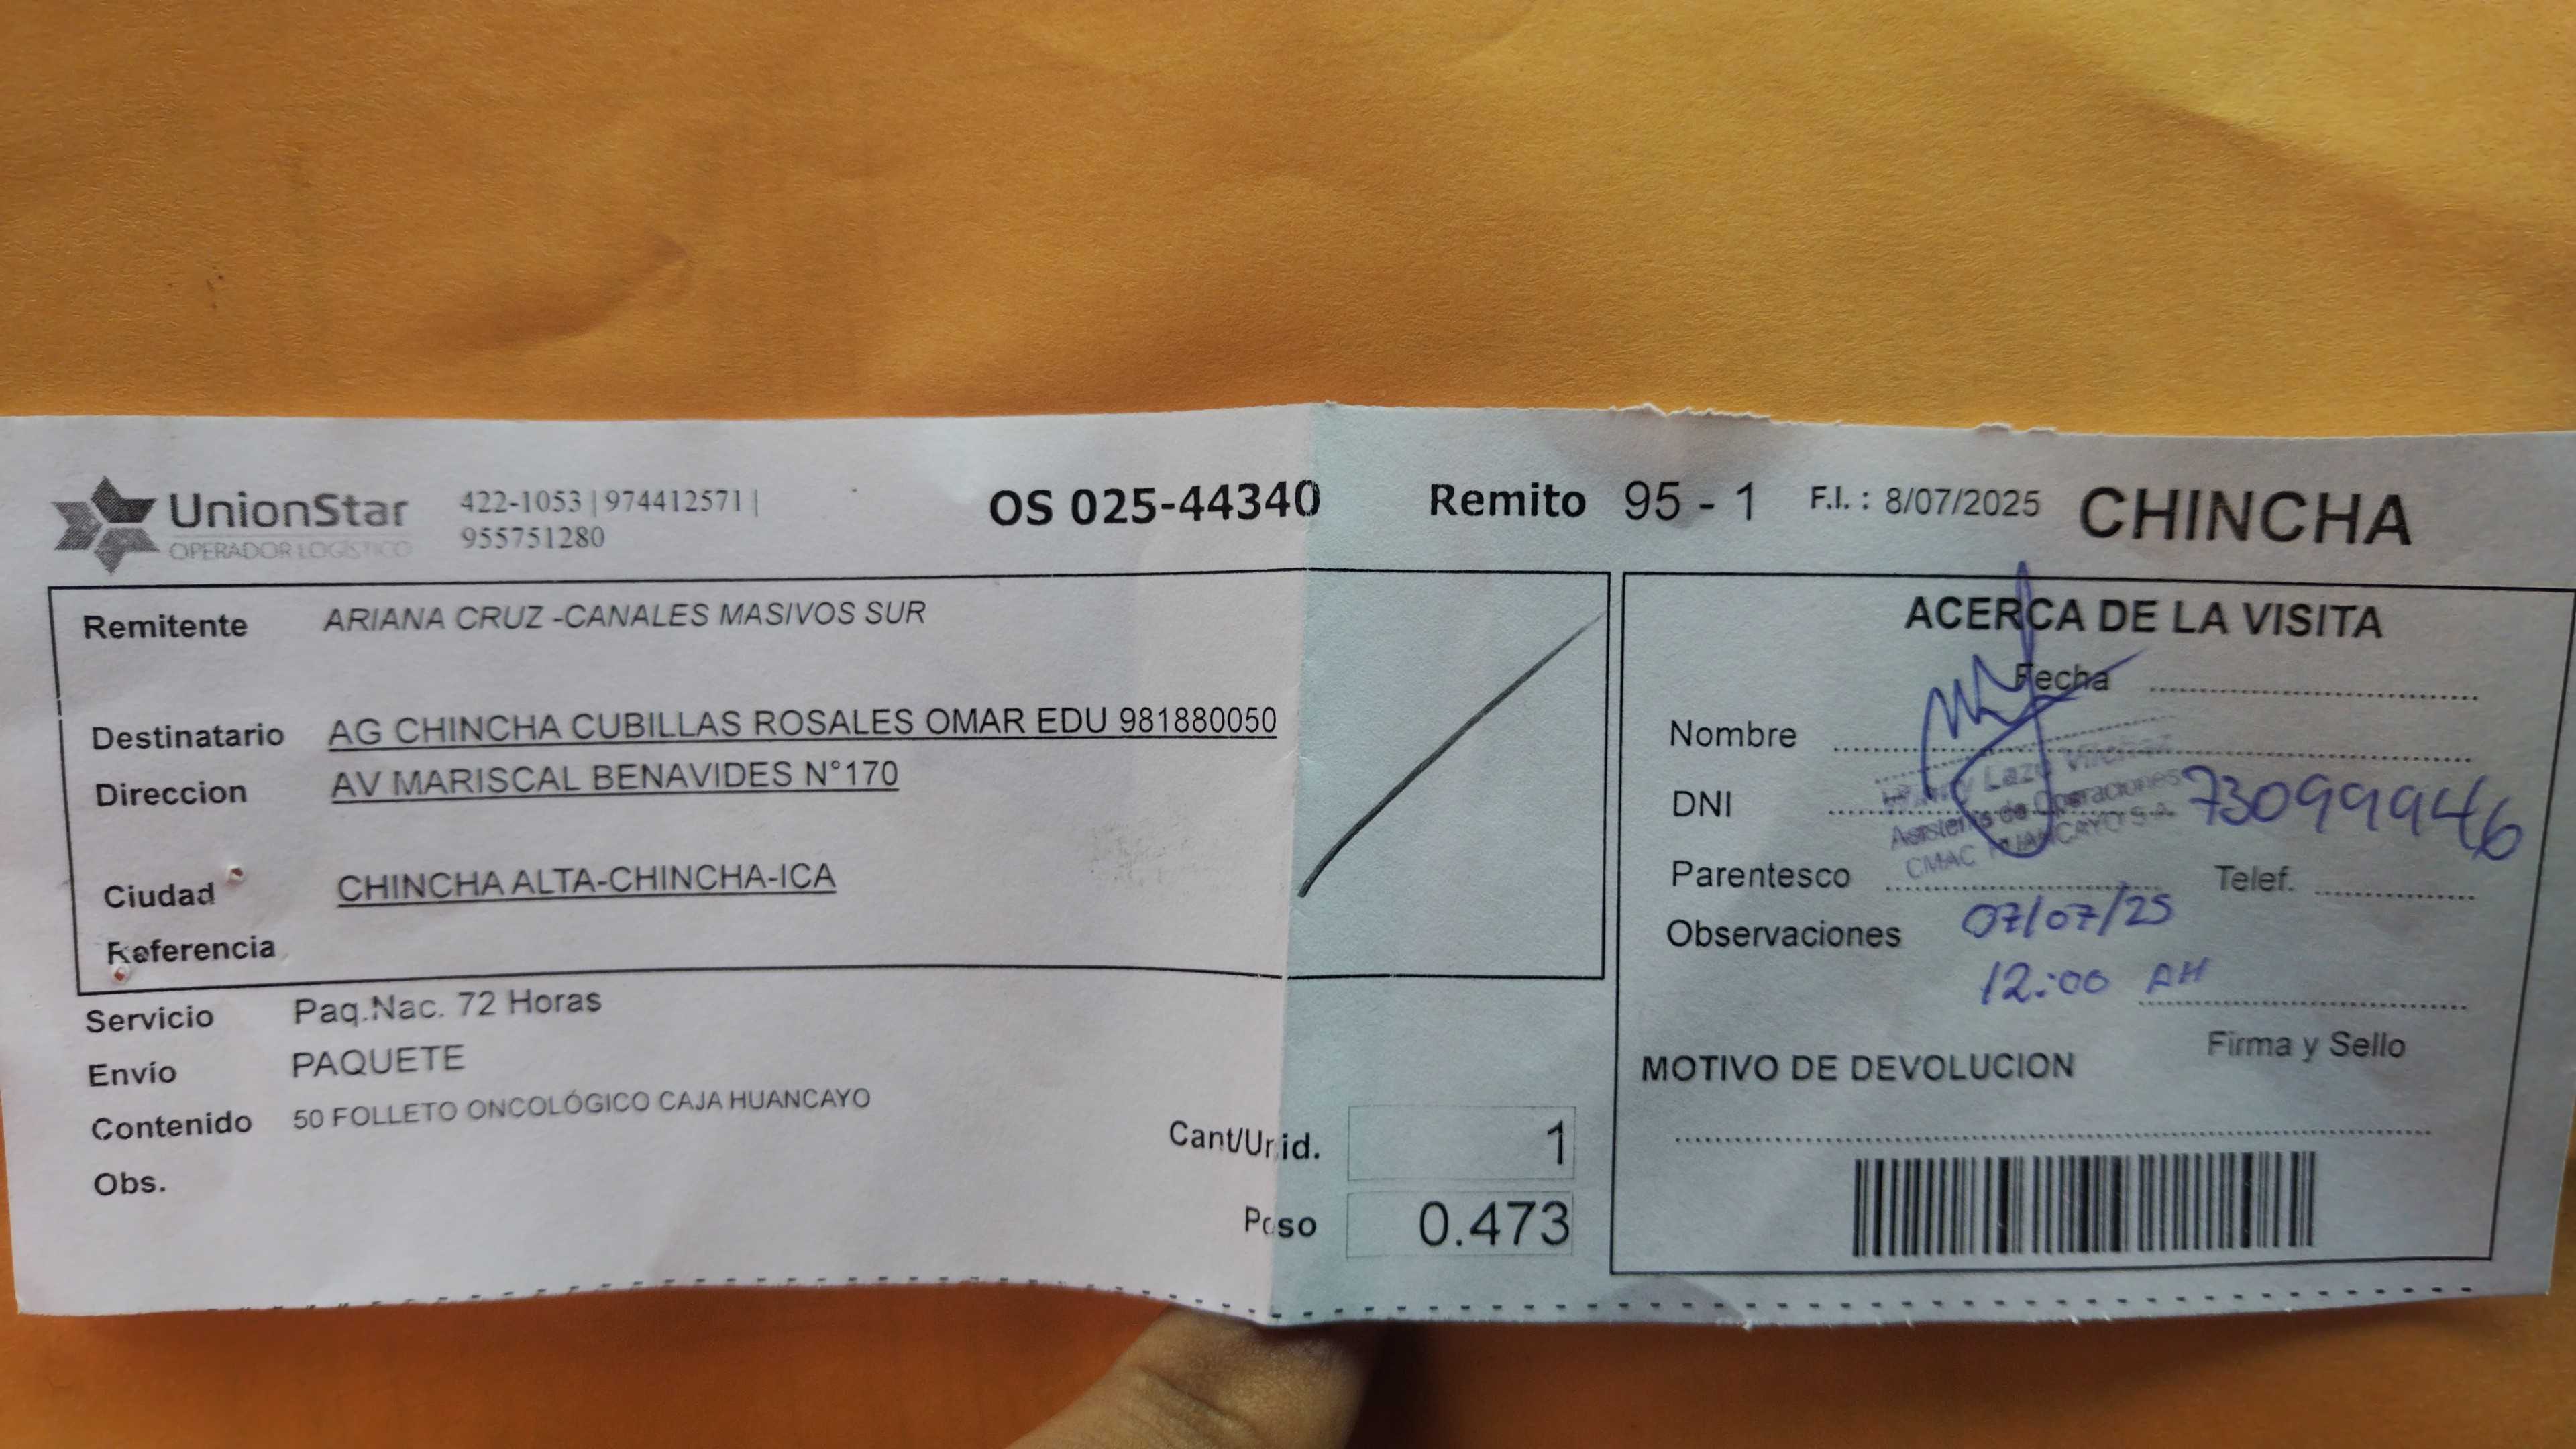 UnionStar
OPERADOR LOGÍSTICO
422-1053 | 974412571 |
955751280
OS 025-44340
Remito 95 - 1
F.I. : 8/07/2025
CHINCHA
Remitente ARIANA CRUZ -CANALES MASIVOS SUR
Destinatario AG CHINCHA CUBILLAS ROSALES OMAR EDU 981880050
Direccion AV MARISCAL BENAVIDES N°170
Ciudad CHINCHA ALTA-CHINCHA-ICA
Referencia
Servicio Paq.Nac. 72 Horas
Envío PAQUETE
Contenido 50 FOLLETO ONCOLÓGICO CAJA HUANCAYO
Obs.
Cant/Unid. 1
Peso 0.473
ACERCA DE LA VISITA
Fecha
Nombre
Lazo
DNI 73099946
Asistente de Operaciones
CMAC HUANCAYO S.A.
Parentesco
Telef.
Observaciones 07/07/25
12:00 AM
Firma y Sello
MOTIVO DE DEVOLUCION